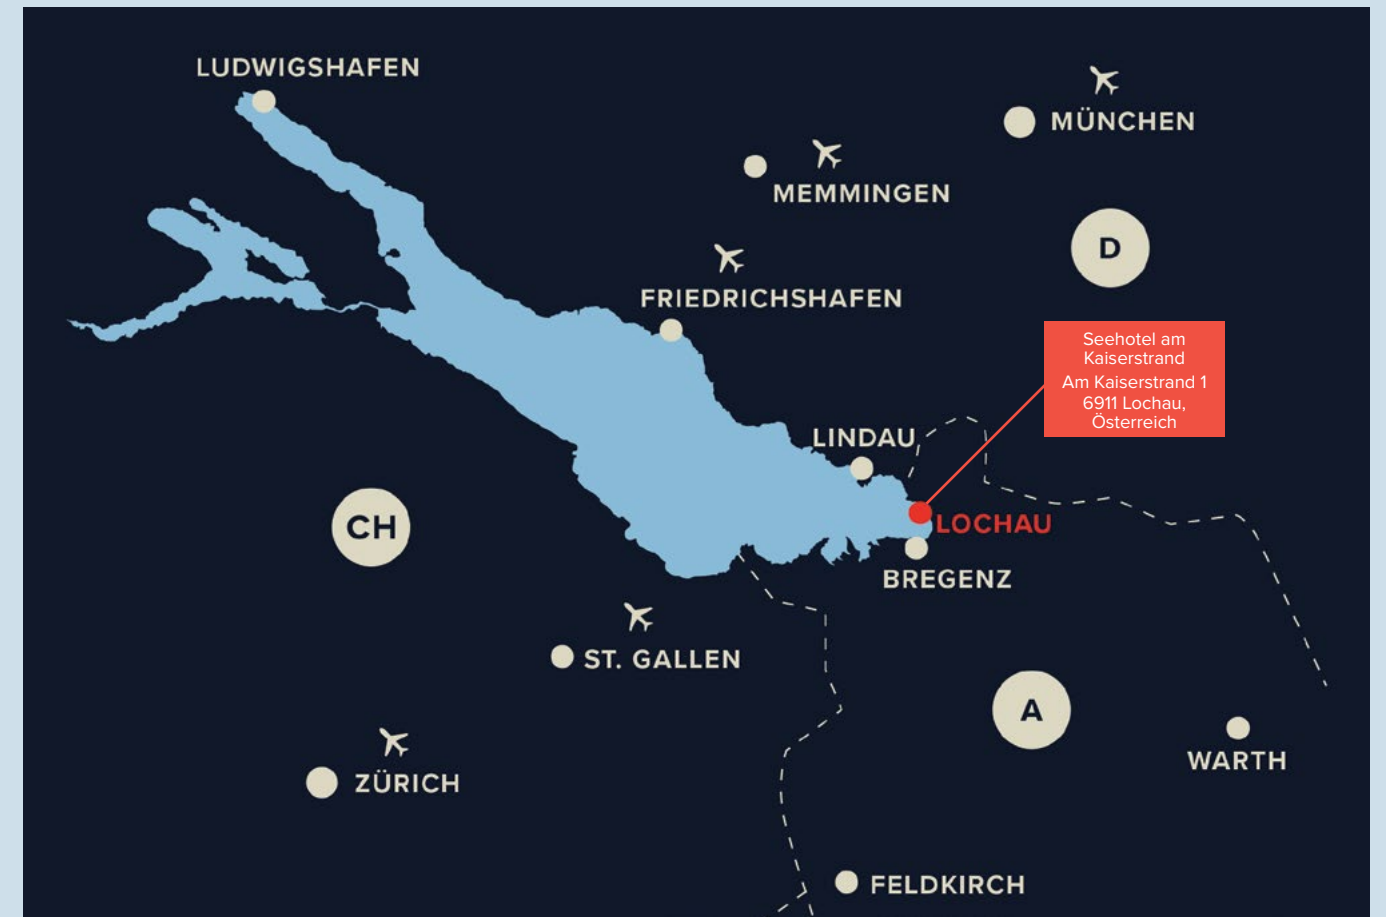 LUDWIGSHAFEN
MÜNCHEN
MEMMINGEN
D
FRIEDRICHSHAFEN
Seehotel am
Kaiserstrand
Am Kaiserstrand 1
6911 Lochau,
Österreich
LINDAU
CH
LOCHAU
BREGENZ
ST. GALLEN
A
WARTH
ZÜRICH
FELDKIRCH